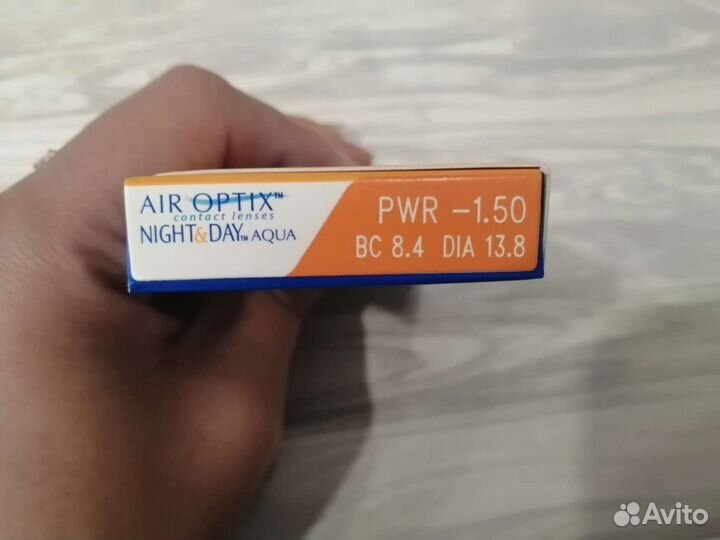 AIR OPTIX™
contact lenses
NIGHT&DAY™ AQUA
PWR -1.50
BC 8.4 DIA 13.8
Avito